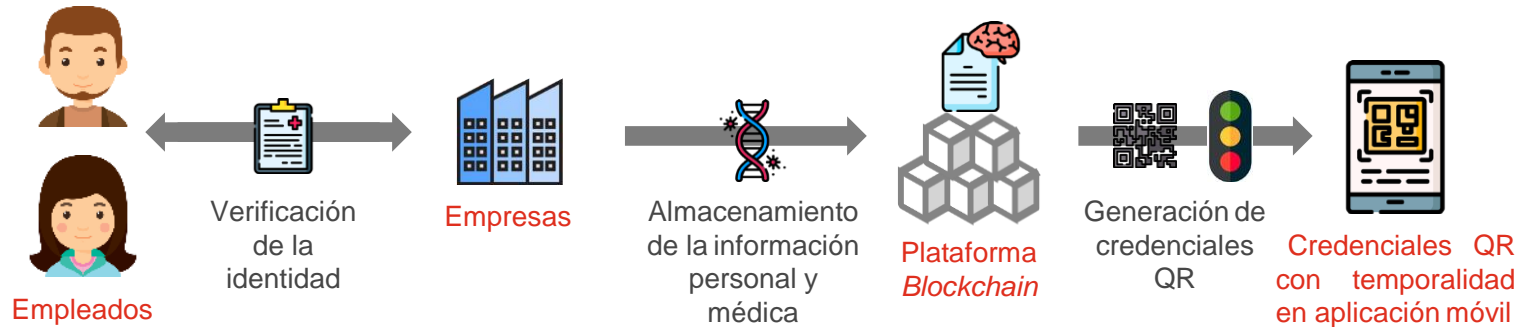 Empleados
Verificación
de la
identidad
Empresas
Almacenamiento
de la información
personal y
médica
Plataforma
Blockchain
Generación de
credenciales
QR
Credenciales QR
con temporalidad
en aplicación móvil